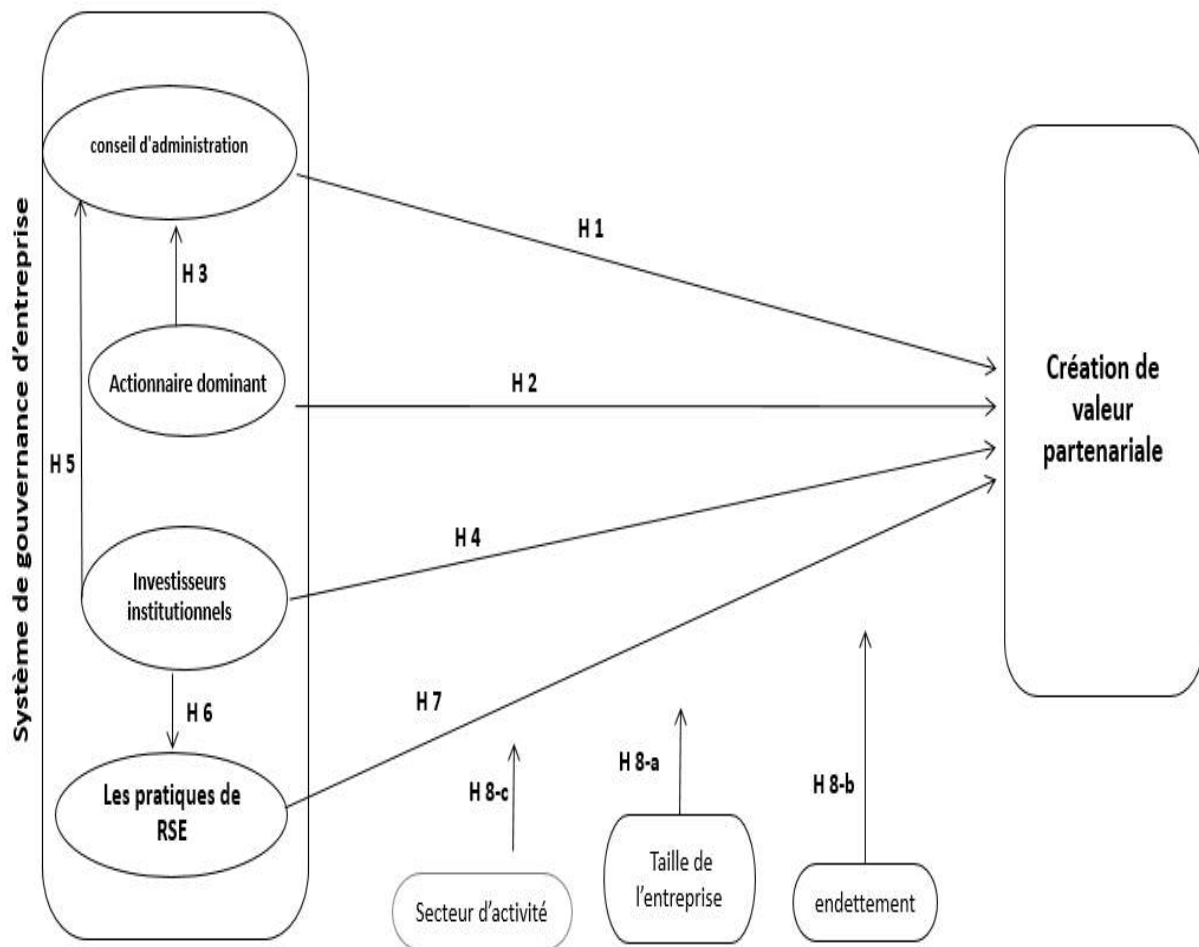 Système de gouvernance d'entreprise
conseil d'administration
H 1
H 3
Actionnaire dominant
H 2
Création de
valeur
partenariale
H 5
H 4
Investisseurs
institutionnels
H 6
H 7
Les pratiques de
RSE
H 8-c
H 8-a
H 8-b
Secteur d'activité
Taille de
l'entreprise
endettement